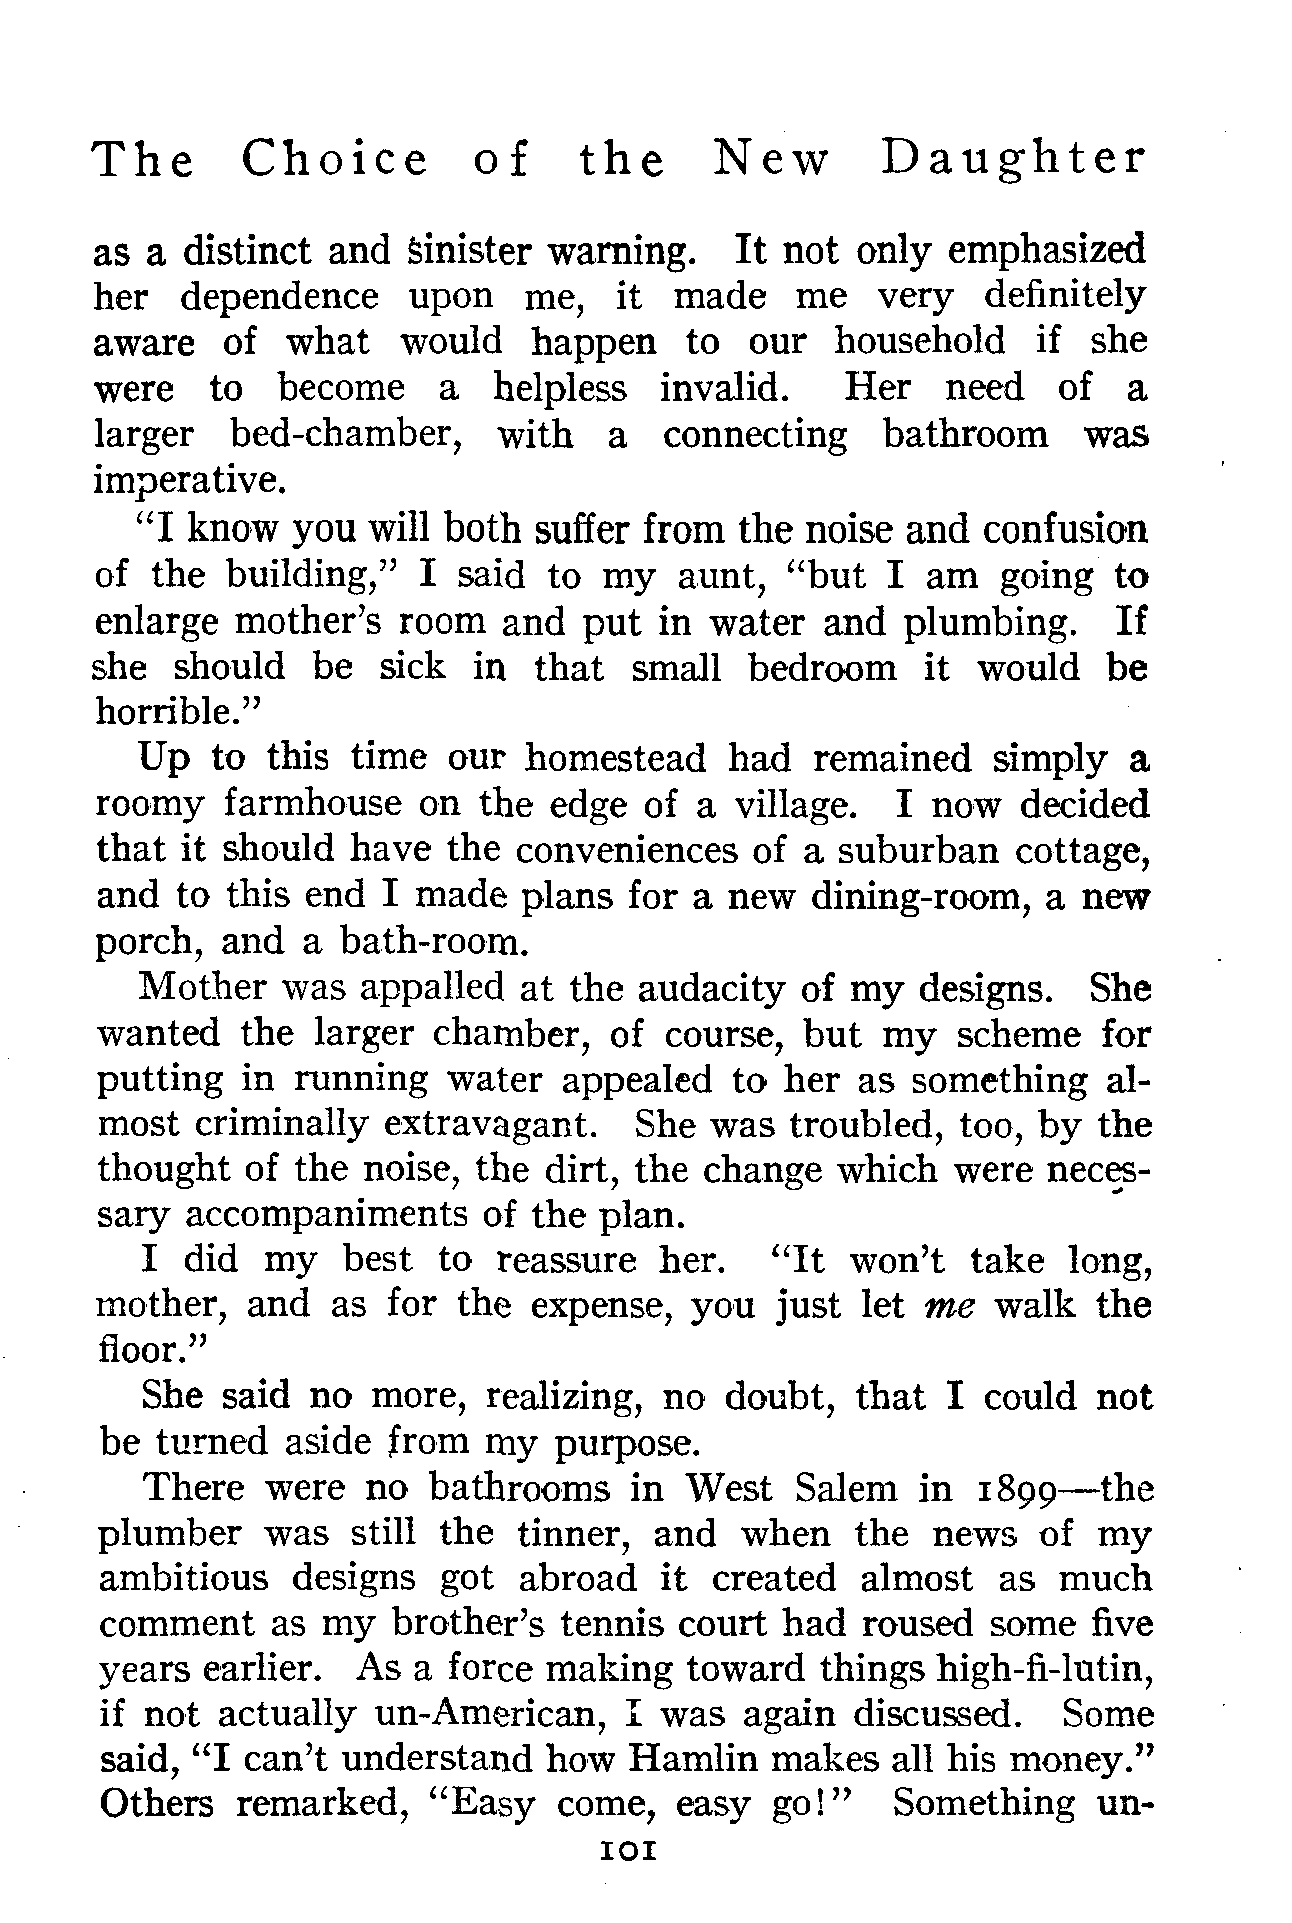 The Choice of the New Daughter
as a distinct and sinister warning. It not only emphasized
her dependence upon me, it made me very definitely
aware of what would happen to our household if she
were to become a helpless invalid. Her need of a
larger bed-chamber, with a connecting bathroom was
imperative.
“I know you will both suffer from the noise and confusion
of the building,” I said to my aunt, “but I am going to
enlarge mother’s room and put in water and plumbing. If
she should be sick in that small bedroom it would be
horrible.”
Up to this time our homestead had remained simply a
roomy farmhouse on the edge of a village. I now decided
that it should have the conveniences of a suburban cottage,
and to this end I made plans for a new dining-room, a new
porch, and a bath-room.
Mother was appalled at the audacity of my designs. She
wanted the larger chamber, of course, but my scheme for
putting in running water appealed to her as something al-
most criminally extravagant. She was troubled, too, by the
thought of the noise, the dirt, the change which were neces-
sary accompaniments of the plan.
I did my best to reassure her. “It won’t take long,
mother, and as for the expense, you just let me walk the
floor.”
She said no more, realizing, no doubt, that I could not
be turned aside from my purpose.
There were no bathrooms in West Salem in 1899—the
plumber was still the tinner, and when the news of my
ambitious designs got abroad it created almost as much
comment as my brother’s tennis court had roused some five
years earlier. As a force making toward things high-fi-lutin,
if not actually un-American, I was again discussed. Some
said, “I can’t understand how Hamlin makes all his money.”
Others remarked, “Easy come, easy go!” Something un-
101